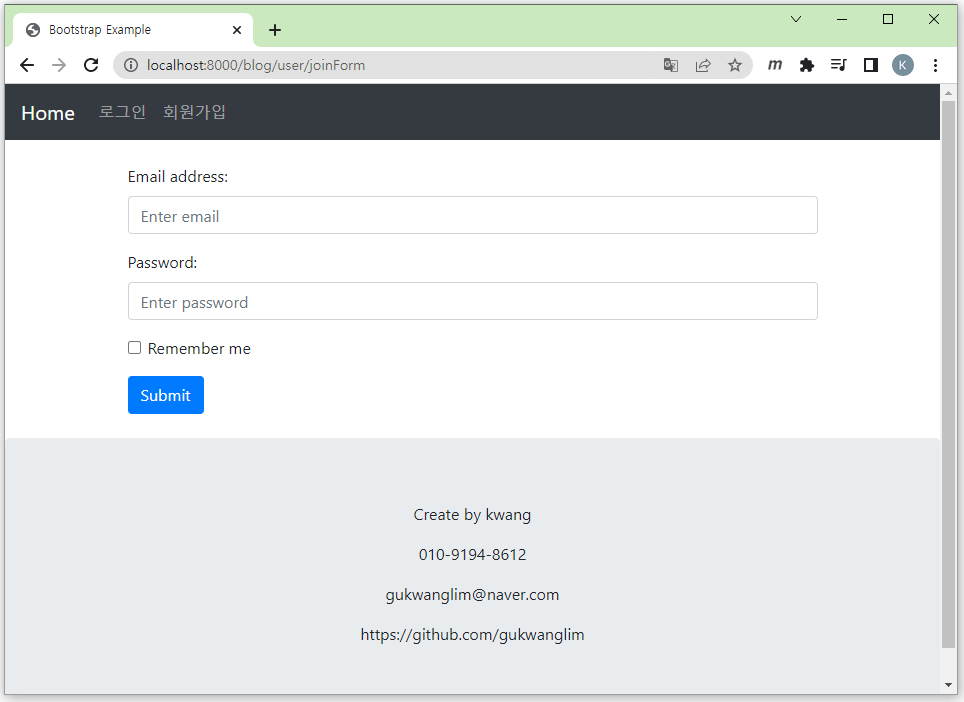 Bootstrap Example
localhost:8000/blog/user/joinForm
m
K
Home 로그인 회원가입
Email address:
Enter email
Password:
Enter password
Remember me
Submit
Create by kwang
010-9194-8612
gukwanglim@naver.com
https://github.com/gukwanglim